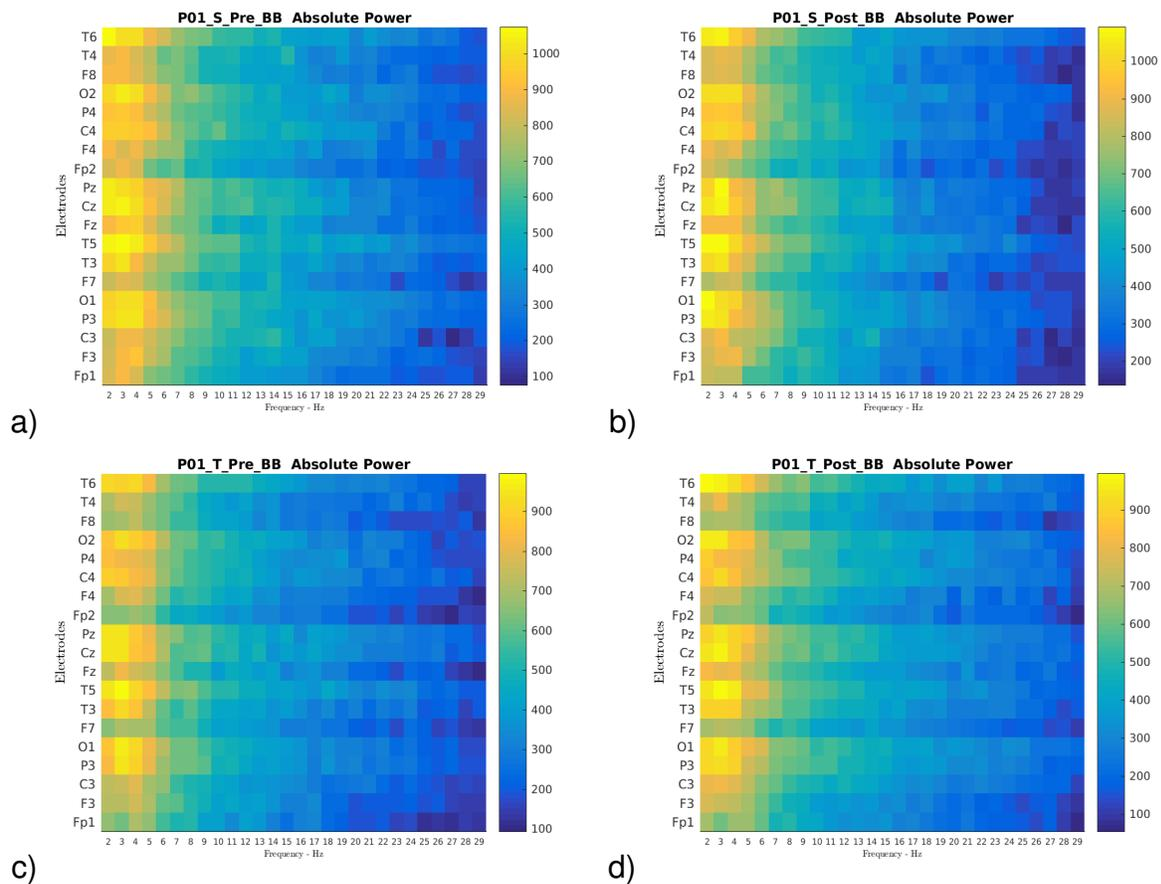 P01_S_Pre_BB Absolute Power
Electrodes
T6
T4
F8
O2
P4
C4
F4
Fp2
Pz
Cz
Fz
T5
T3
F7
O1
P3
C3
F3
Fp1
2 3 4 5 6 7 8 9 10 11 12 13 14 15 16 17 18 19 20 21 22 23 24 25 26 27 28 29
Frequency - Hz
1000
900
800
700
600
500
400
300
200
100
a)
P01_S_Post_BB Absolute Power
Electrodes
T6
T4
F8
O2
P4
C4
F4
Fp2
Pz
Cz
Fz
T5
T3
F7
O1
P3
C3
F3
Fp1
2 3 4 5 6 7 8 9 10 11 12 13 14 15 16 17 18 19 20 21 22 23 24 25 26 27 28 29
Frequency - Hz
1000
900
800
700
600
500
400
300
200
b)
P01_T_Pre_BB Absolute Power
Electrodes
T6
T4
F8
O2
P4
C4
F4
Fp2
Pz
Cz
Fz
T5
T3
F7
O1
P3
C3
F3
Fp1
2 3 4 5 6 7 8 9 10 11 12 13 14 15 16 17 18 19 20 21 22 23 24 25 26 27 28 29
Frequency - Hz
900
800
700
600
500
400
300
200
100
c)
P01_T_Post_BB Absolute Power
Electrodes
T6
T4
F8
O2
P4
C4
F4
Fp2
Pz
Cz
Fz
T5
T3
F7
O1
P3
C3
F3
Fp1
2 3 4 5 6 7 8 9 10 11 12 13 14 15 16 17 18 19 20 21 22 23 24 25 26 27 28 29
Frequency - Hz
900
800
700
600
500
400
300
200
100
d)